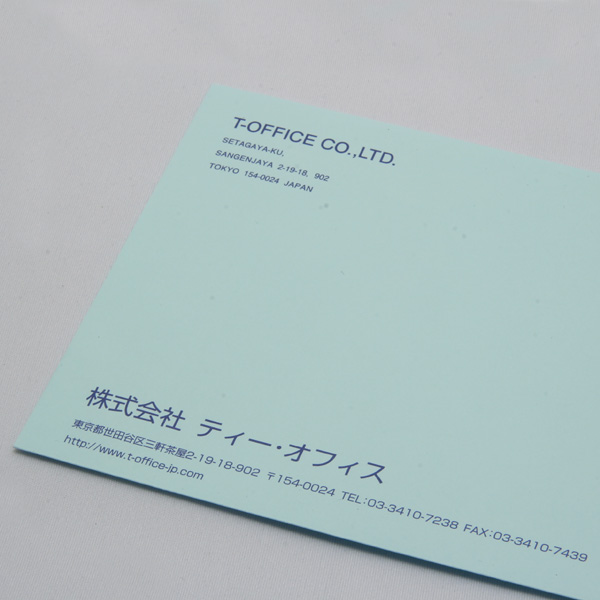 T-OFFICE CO.,LTD.
SETAGAYA-KU,
SANGENJAYA 2-19-18, 902
TOKYO 154-0024 JAPAN
株式会社 ティー・オフィス
東京都世田谷区三軒茶屋2-19-18-902 〒154-0024 TEL:03-3410-7238 FAX:03-3410-7439
http://www.t-office-jp.com